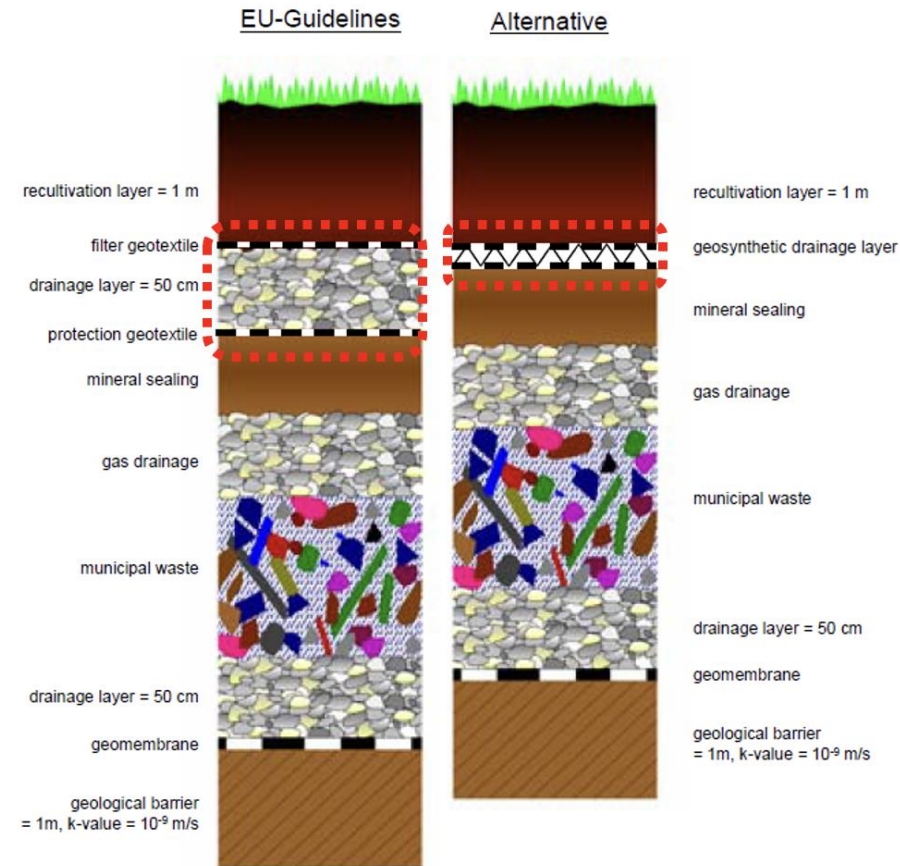 EU-Guidelines
Alternative
recultivation layer = 1 m
filter geotextile
drainage layer = 50 cm
protection geotextile
mineral sealing
gas drainage
municipal waste
drainage layer = 50 cm
geomembrane
geological barrier
= 1m, k-value = 10⁻⁹ m/s
recultivation layer = 1 m
geosynthetic drainage layer
mineral sealing
gas drainage
municipal waste
drainage layer = 50 cm
geomembrane
geological barrier
= 1m, k-value = 10⁻⁹ m/s